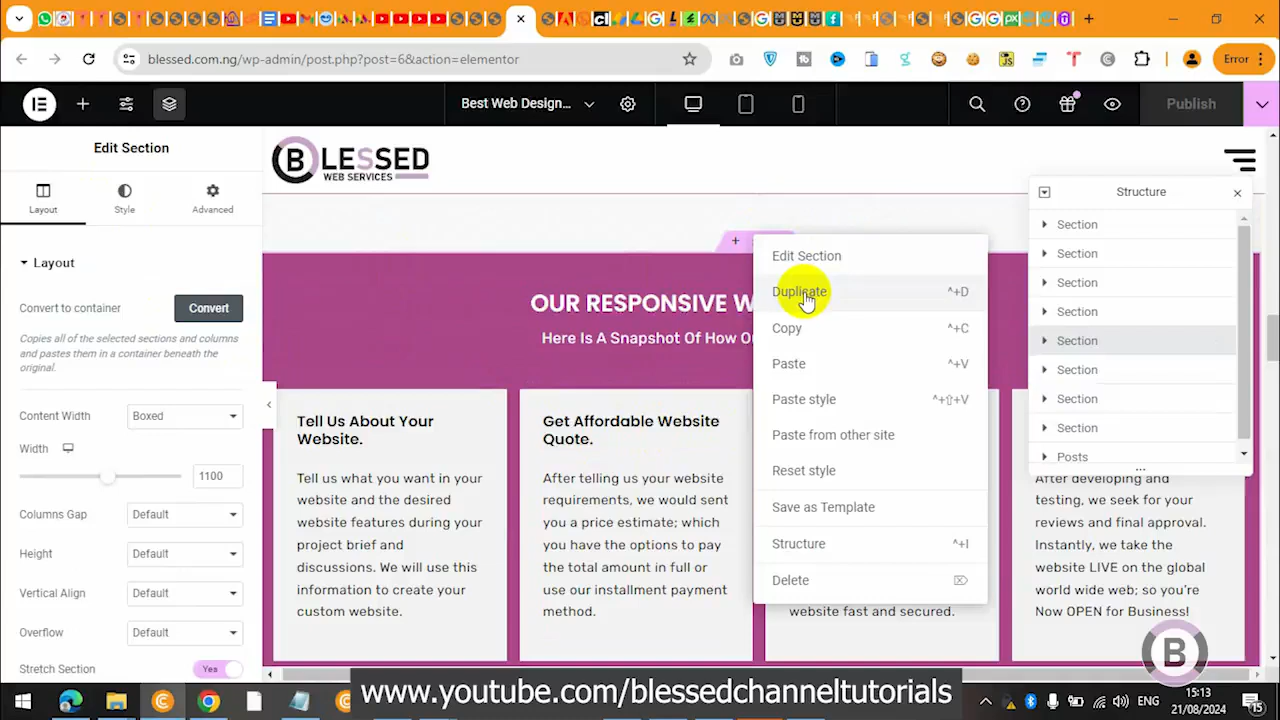 blessed.com.ng/wp-admin/post.php?post=6&action=elementor
Error
Best Web Design...
Publish
Edit Section
Layout
Style
Advanced
Layout
Convert to container
Convert
Copies all of the selected sections and columns
and pastes them in a container beneath the
original.
Content Width
Boxed
Width
1100
Columns Gap
Default
Height
Default
Vertical Align
Default
Overflow
Default
Stretch Section
Yes
BLESSED
WEB SERVICES
OUR RESPONSIVE W
Here Is A Snapshot Of How Ou
Tell Us About Your
Website.
Tell us what you want in your
website and the desired
website features during your
project brief and
discussions. We will use this
information to create your
custom website.
Get Affordable Website
Quote.
After telling us your website
requirements, we would sent
you a price estimate; which
you have the options to pay
the total amount in full or
use our installment payment
method.
website fast and secured.
After developing and
testing, we seek for your
reviews and final approval.
Instantly, we take the
website LIVE on the global
world wide web; so you're
Now OPEN for Business!
Edit Section
Duplicate ^+D
Copy ^+C
Paste ^+V
Paste style ^+⇧+V
Paste from other site
Reset style
Save as Template
Structure ^+I
Delete ⌦
Structure
Section
Section
Section
Section
Section
Section
Section
Section
Posts
B
www.youtube.com/blessedchanneltutorials
ENG
15:13
21/08/2024
15